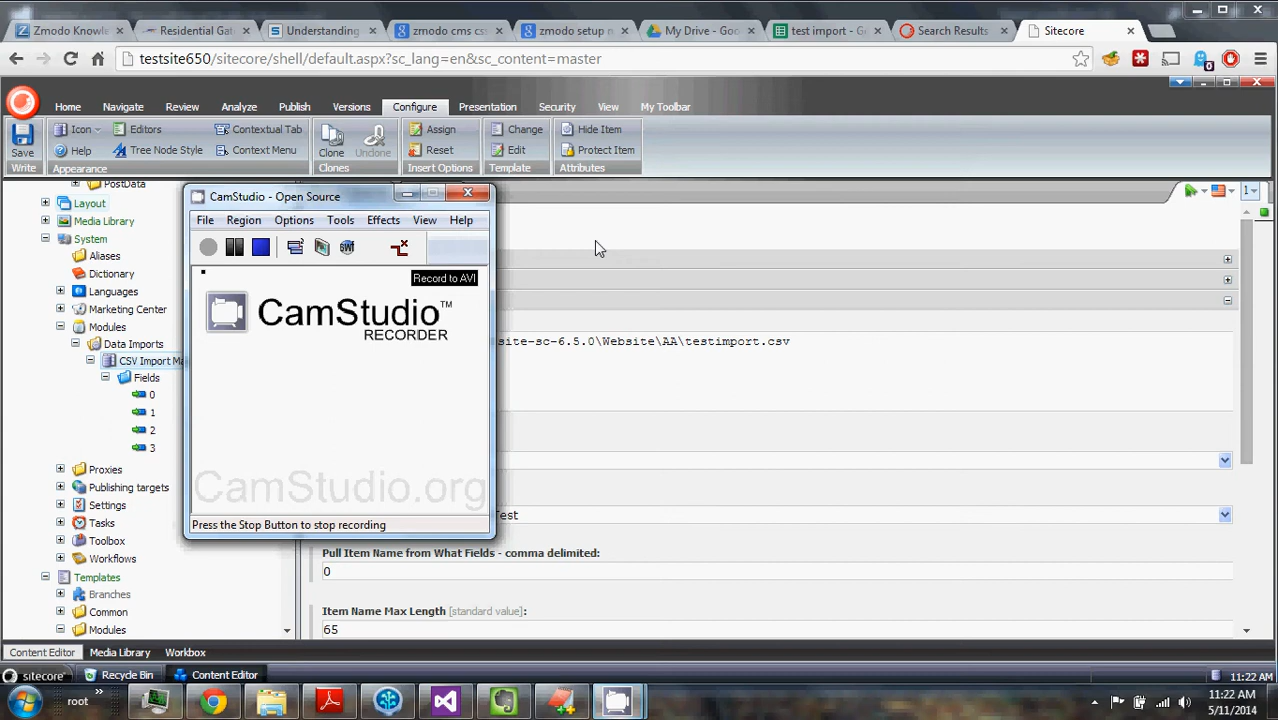 Zmodo Knowle
Residential Gat
Understanding
zmodo cms css
zmodo setup n
My Drive - Goo
test import - G
Search Results
Sitecore
testsite650/sitecore/shell/default.aspx?sc_lang=en&sc_content=master
0
Home Navigate Review Analyze Publish Versions Configure Presentation Security View My Toolbar
Save
Write
Icon Editors Contextual Tab
Help Tree Node Style Context Menu
Appearance
Clone Unclone
Clones
Assign
Reset
Insert Options
Change
Edit
Template
Hide Item
Protect Item
Attributes
1
PostData
Layout
Media Library
System
Aliases
Dictionary
Languages
Marketing Center
Modules
Data Imports
CSV Import Ma
Fields
0
1
2
3
Proxies
Publishing targets
Settings
Tasks
Toolbox
Workflows
Templates
Branches
Common
Modules
CamStudio - Open Source
File Region Options Tools Effects View Help
SWF
Record to AVI
CamStudio™
RECORDER
CamStudio.org
Press the Stop Button to stop recording
site-sc-6.5.0\Website\AA\testimport.csv
Test
Pull Item Name from What Fields - comma delimited:
0
Item Name Max Length [standard value]:
65
Content Editor Media Library Workbox
sitecore Recycle Bin Content Editor 11:22 AM
root »
11:22 AM
5/11/2014